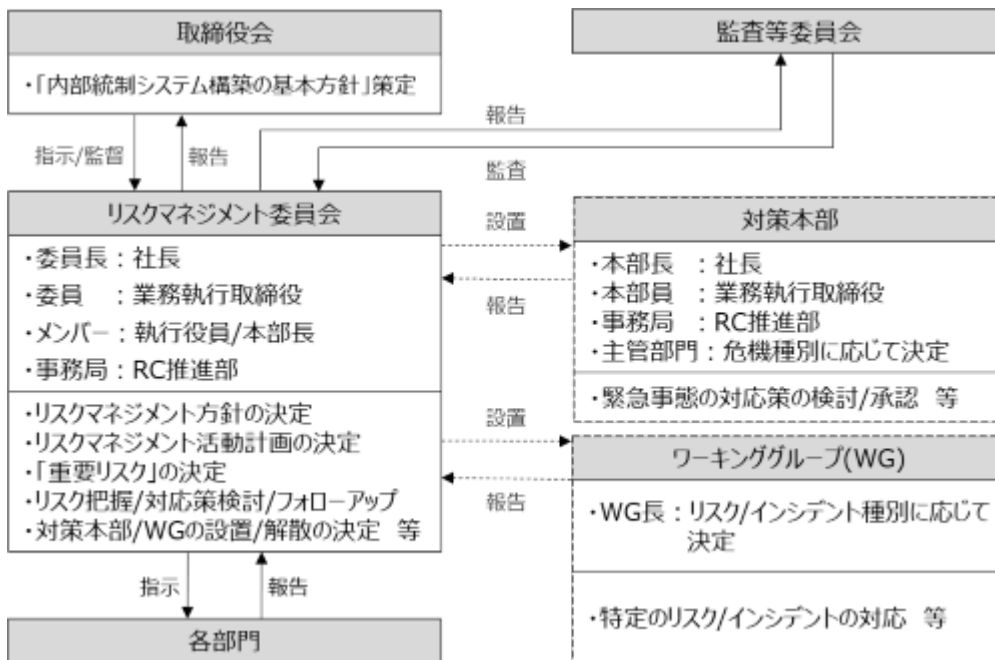 取締役会
・「内部統制システム構築の基本方針」策定
監査等委員会
指示/監督
報告
報告
監査
リスクマネジメント委員会
・委員長：社長
・委員　：業務執行取締役
・メンバー：執行役員/本部長
・事務局：RC推進部
・リスクマネジメント方針の決定
・リスクマネジメント活動計画の決定
・「重要リスク」の決定
・リスク把握/対応策検討/フォローアップ
・対策本部/WGの設置/解散の決定　等
設置
報告
対策本部
・本部長　：社長
・本部員　：業務執行取締役
・事務局　：RC推進部
・主管部門：危機種別に応じて決定
・緊急事態の対応策の検討/承認　等
設置
報告
ワーキンググループ(WG)
・WG長：リスク/インシデント種別に応じて
決定
・特定のリスク/インシデントの対応　等
指示
報告
各部門